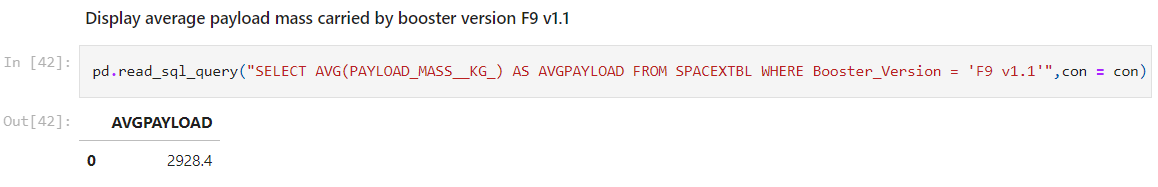 Display average payload mass carried by booster version F9 v1.1
In [42]: pd.read_sql_query("SELECT AVG(PAYLOAD_MASS__KG_) AS AVGPAYLOAD FROM SPACEXTBL WHERE Booster_Version = 'F9 v1.1'",con = con)
Out[42]:
AVGPAYLOAD
0 2928.4